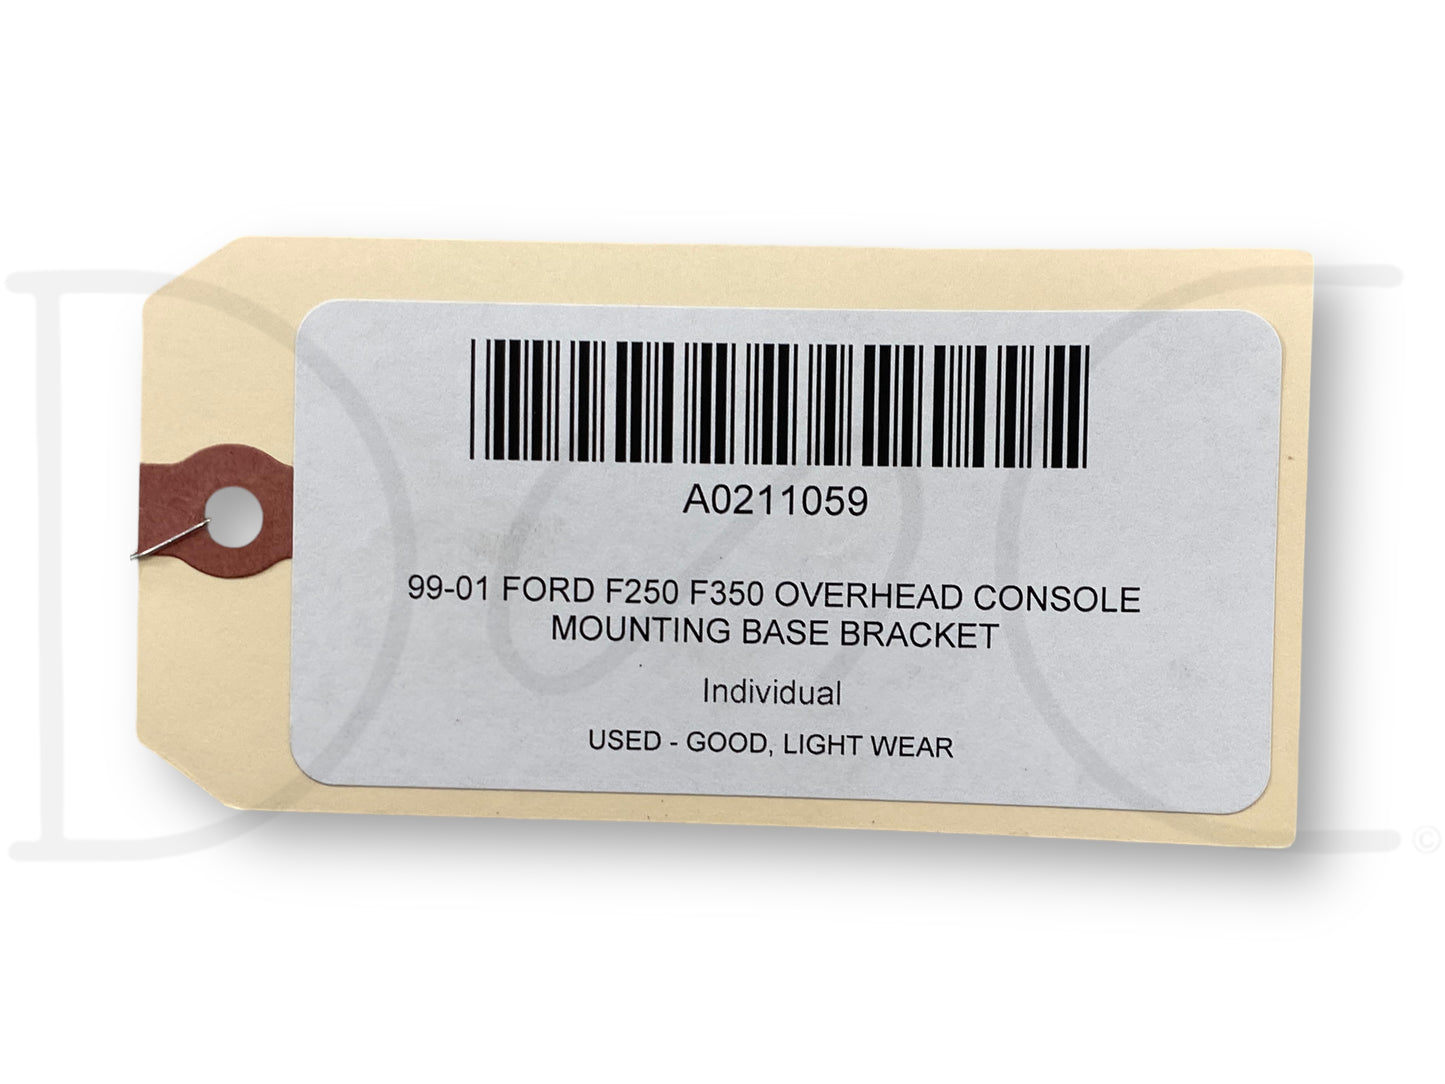 A0211059
99-01 FORD F250 F350 OVERHEAD CONSOLE
MOUNTING BASE BRACKET
Individual
USED - GOOD, LIGHT WEAR
©